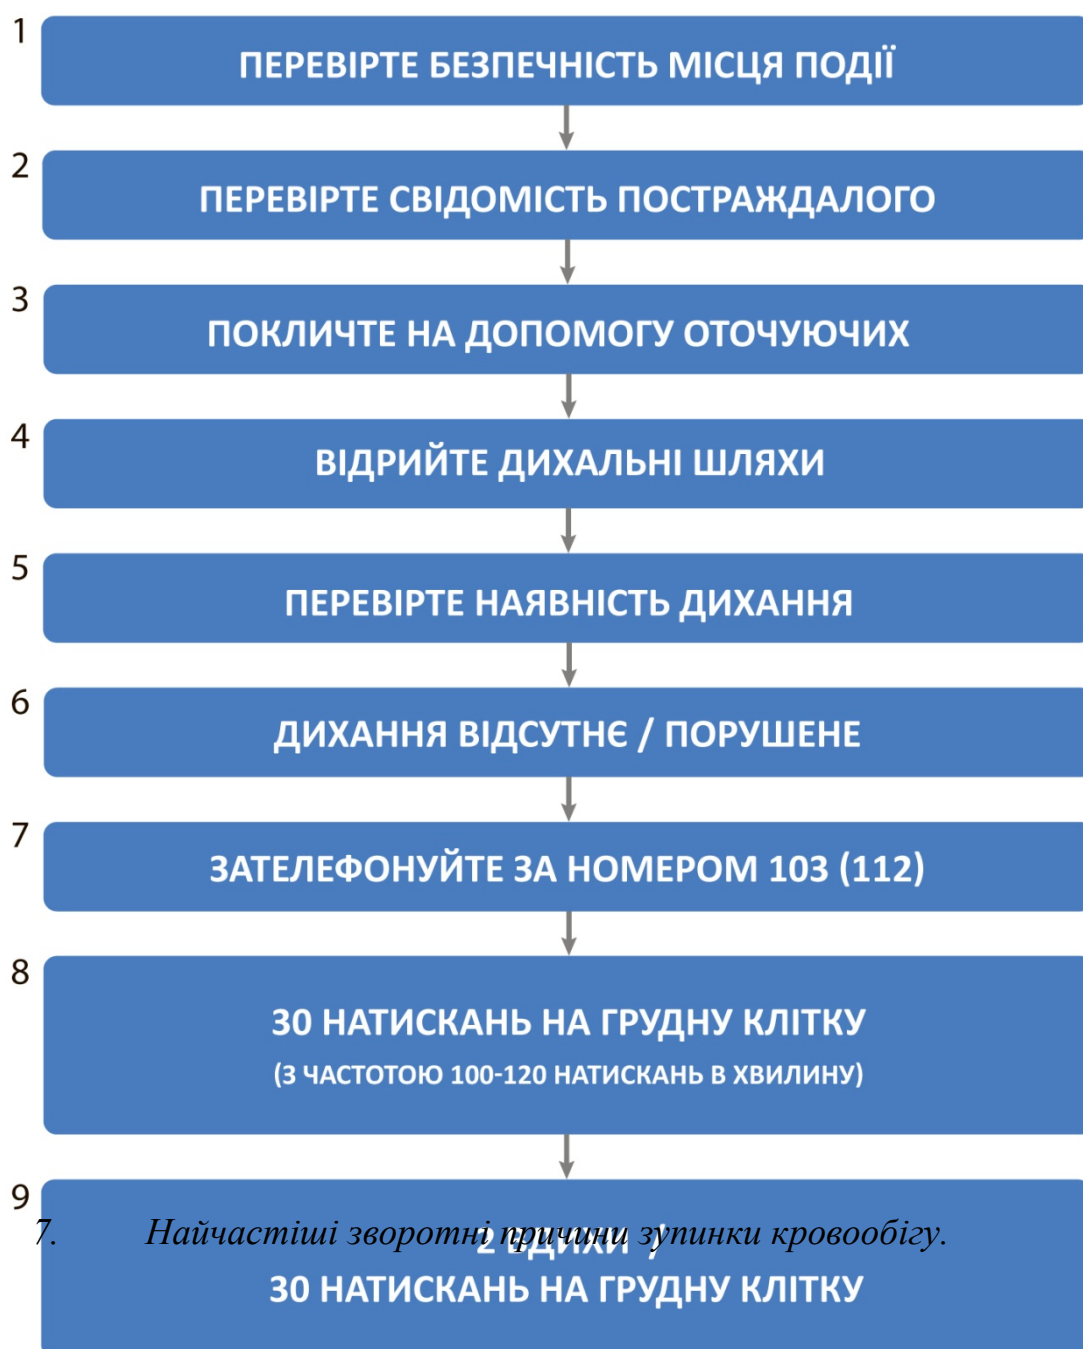 1
ПЕРЕВІРТЕ БЕЗПЕЧНІСТЬ МІСЦЯ ПОДІЇ
2
ПЕРЕВІРТЕ СВІДОМІСТЬ ПОСТРАЖДАЛОГО
3
ПОКЛИЧТЕ НА ДОПОМОГУ ОТОЧУЮЧИХ
4
ВІДРИЙТЕ ДИХАЛЬНІ ШЛЯХИ
5
ПЕРЕВІРТЕ НАЯВНІСТЬ ДИХАННЯ
6
ДИХАННЯ ВІДСУТНЄ / ПОРУШЕНЕ
7
ЗАТЕЛЕФОНУЙТЕ ЗА НОМЕРОМ 103 (112)
8
30 НАТИСКАНЬ НА ГРУДНУ КЛІТКУ
(З ЧАСТОТОЮ 100-120 НАТИСКАНЬ В ХВИЛИНУ)
9
7. Найчастіші зворотні причини зупинки кровообігу.
2 ВДИХИ /
30 НАТИСКАНЬ НА ГРУДНУ КЛІТКУ